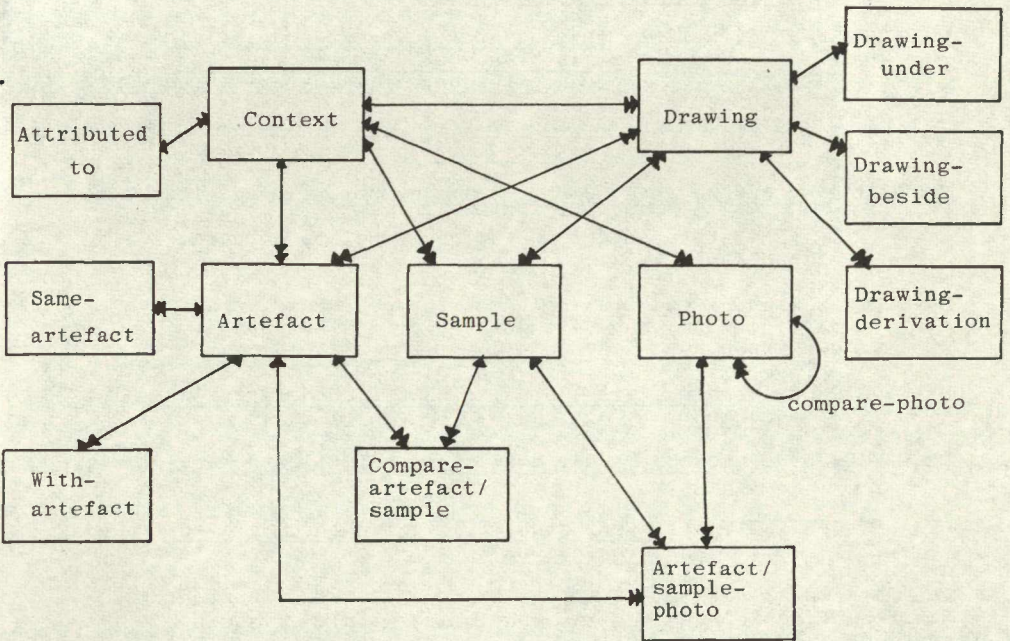 Drawing-
under
Context
Drawing
Attributed
to
Drawing-
beside
Same-
artefact
Artefact
Sample
Photo
Drawing-
derivation
compare-photo
With-
artefact
Compare-
artefact/
sample
Artefact/
sample-
photo